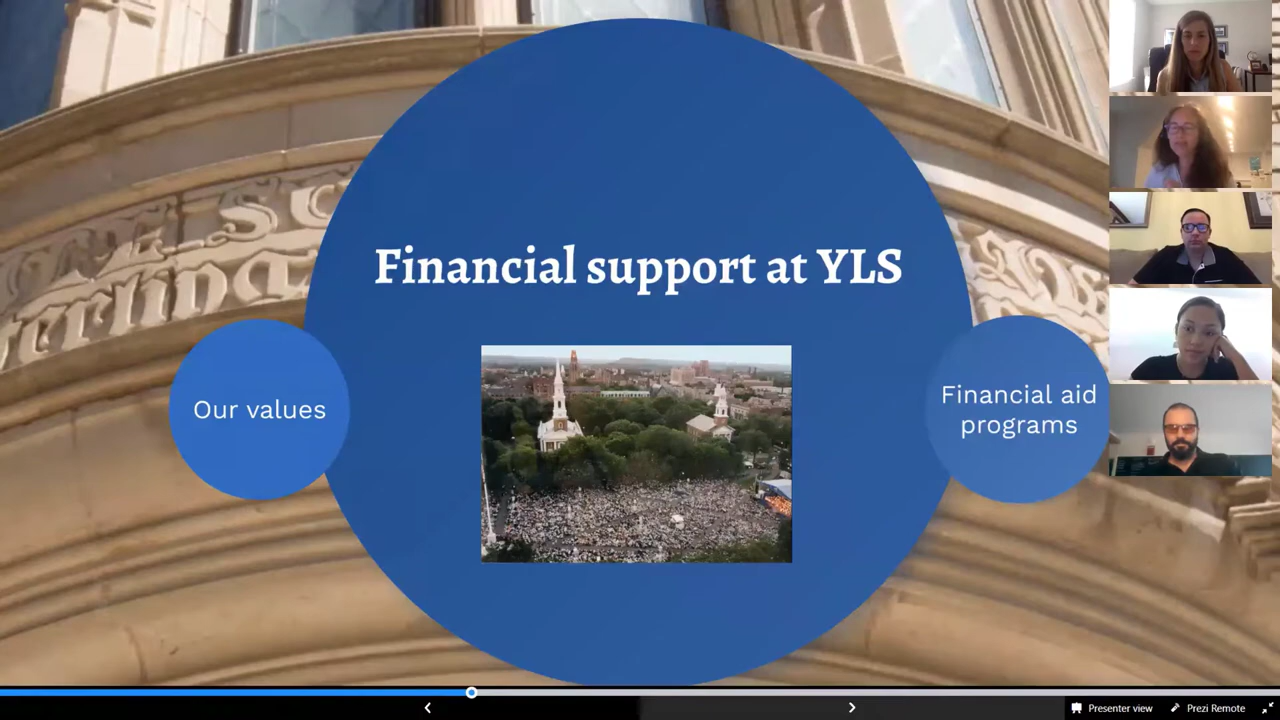 Financial support at YLS
Our values
Financial aid
programs
Presenter view
Prezi Remote